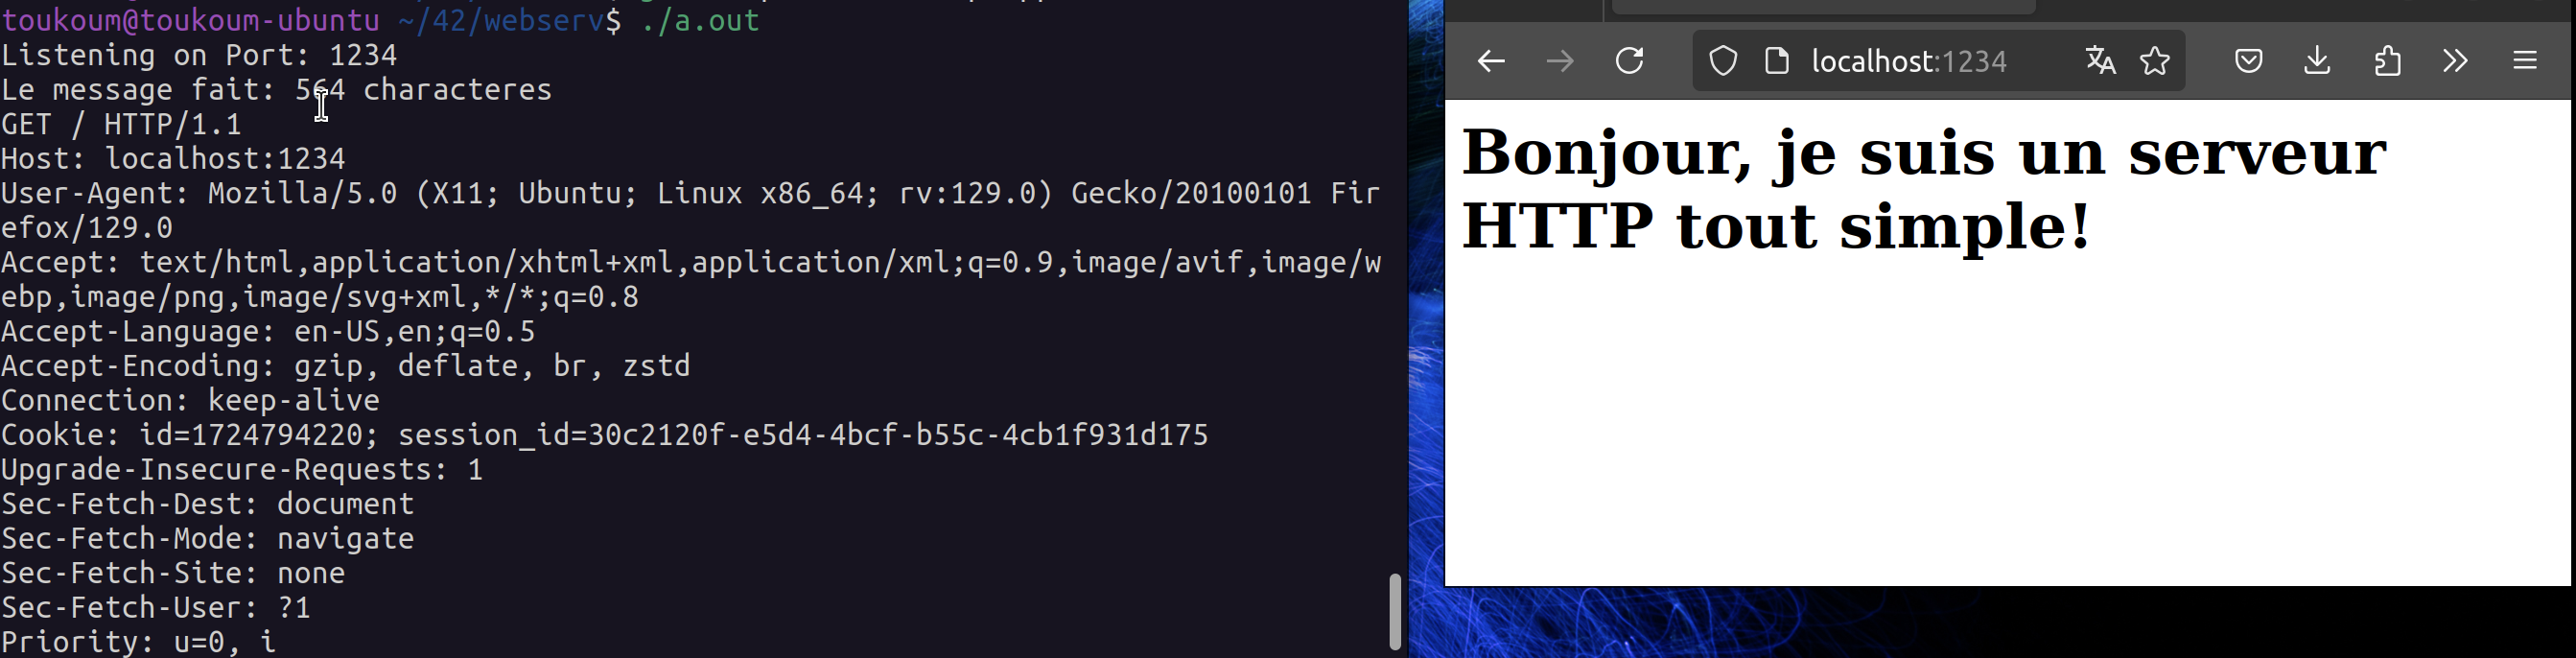 toukoum@toukoum-ubuntu ~/42/webserv$ ./a.out
Listening on Port: 1234
Le message fait: 564 characteres
GET / HTTP/1.1
Host: localhost:1234
User-Agent: Mozilla/5.0 (X11; Ubuntu; Linux x86_64; rv:129.0) Gecko/20100101 Fir
efox/129.0
Accept: text/html,application/xhtml+xml,application/xml;q=0.9,image/avif,image/w
ebp,image/png,image/svg+xml,*/*;q=0.8
Accept-Language: en-US,en;q=0.5
Accept-Encoding: gzip, deflate, br, zstd
Connection: keep-alive
Cookie: id=1724794220; session_id=30c2120f-e5d4-4bcf-b55c-4cb1f931d175
Upgrade-Insecure-Requests: 1
Sec-Fetch-Dest: document
Sec-Fetch-Mode: navigate
Sec-Fetch-Site: none
Sec-Fetch-User: ?1
Priority: u=0, i
localhost:1234
Bonjour, je suis un serveur
HTTP tout simple!